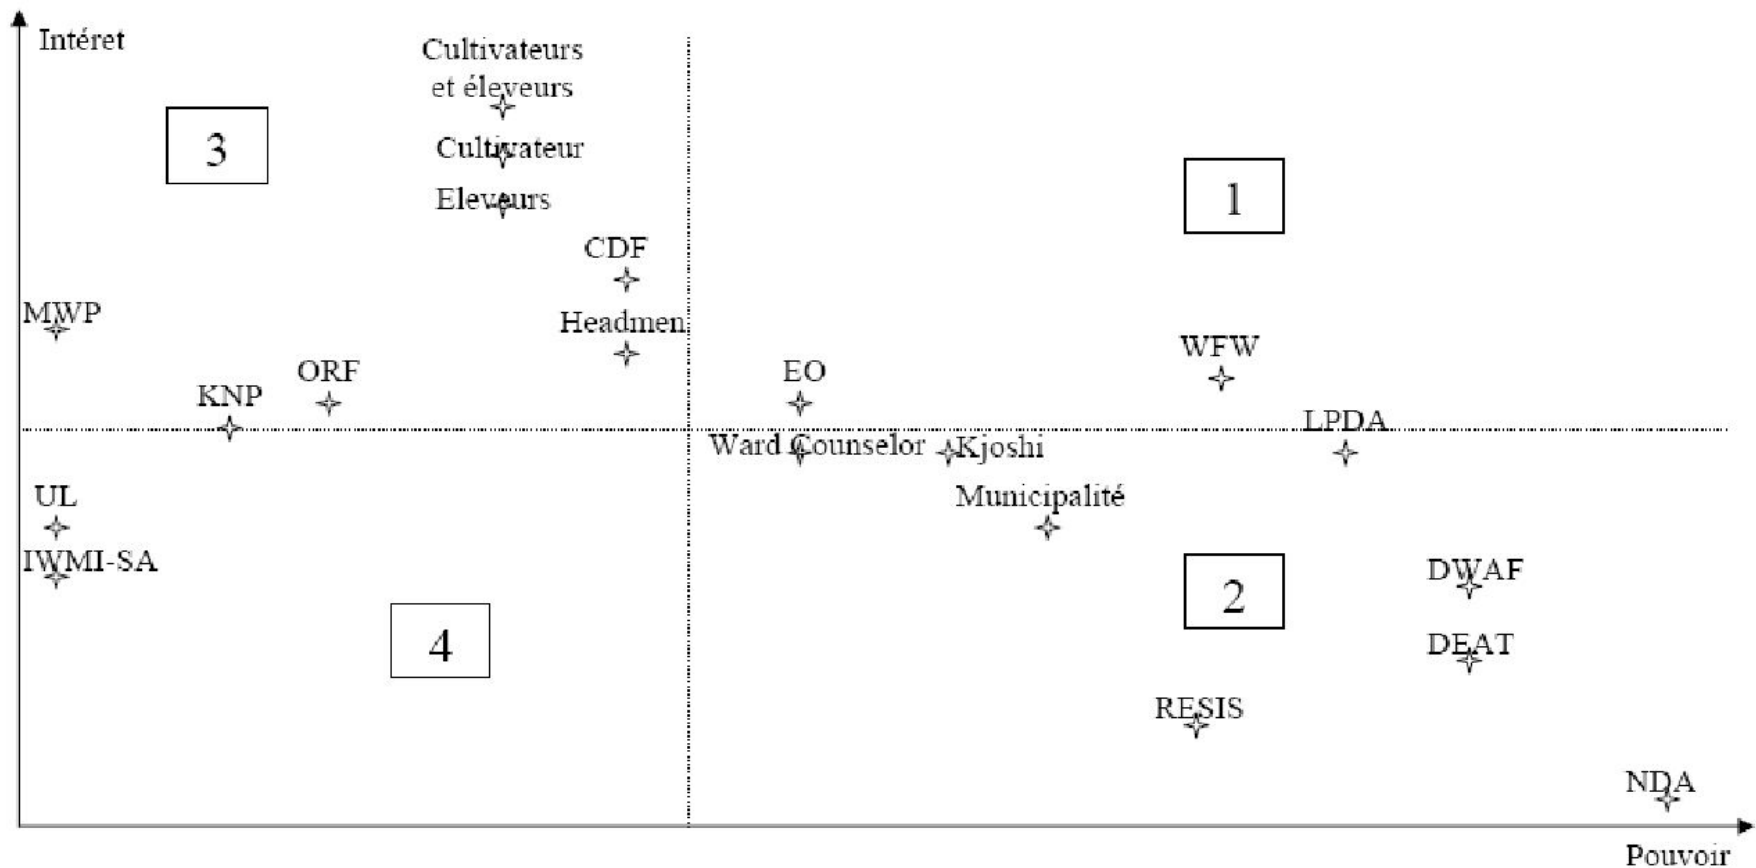 Intéret
Cultivateurs
et éleveurs
3
Cultivateur
1
Eleveurs
CDF
MWP
Headmen
WFW
ORF
EO
KNP
LPDA
Ward Counselor
Kjoshi
UL
Municipalité
IWMI-SA
DWAF
2
4
DEAT
RESIS
NDA
Pouvoir